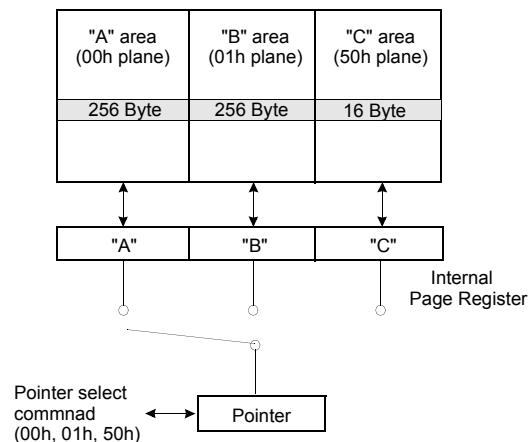 "A" area
(00h plane)
"B" area
(01h plane)
"C" area
(50h plane)
256 Byte
256 Byte
16 Byte
"A"
"B"
"C"
Internal
Page Register
Pointer select
commnad
(00h, 01h, 50h)
Pointer